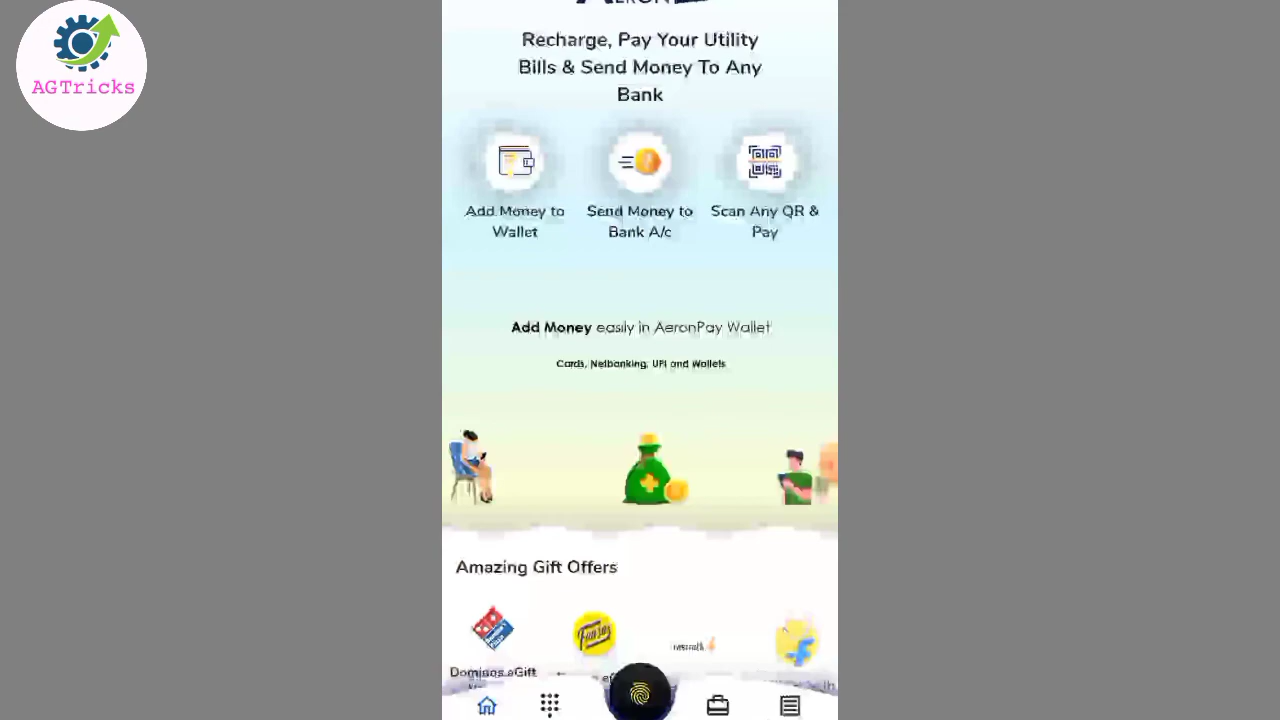 AERON
AGTricks
Recharge, Pay Your Utility
Bills & Send Money To Any
Bank
Add Money to
Wallet
Send Money to
Bank A/c
Scan Any QR &
Pay
Add Money easily in AeronPay Wallet
Cards, Netbanking, UPI and Wallets
Amazing Gift Offers
Dominos eGift